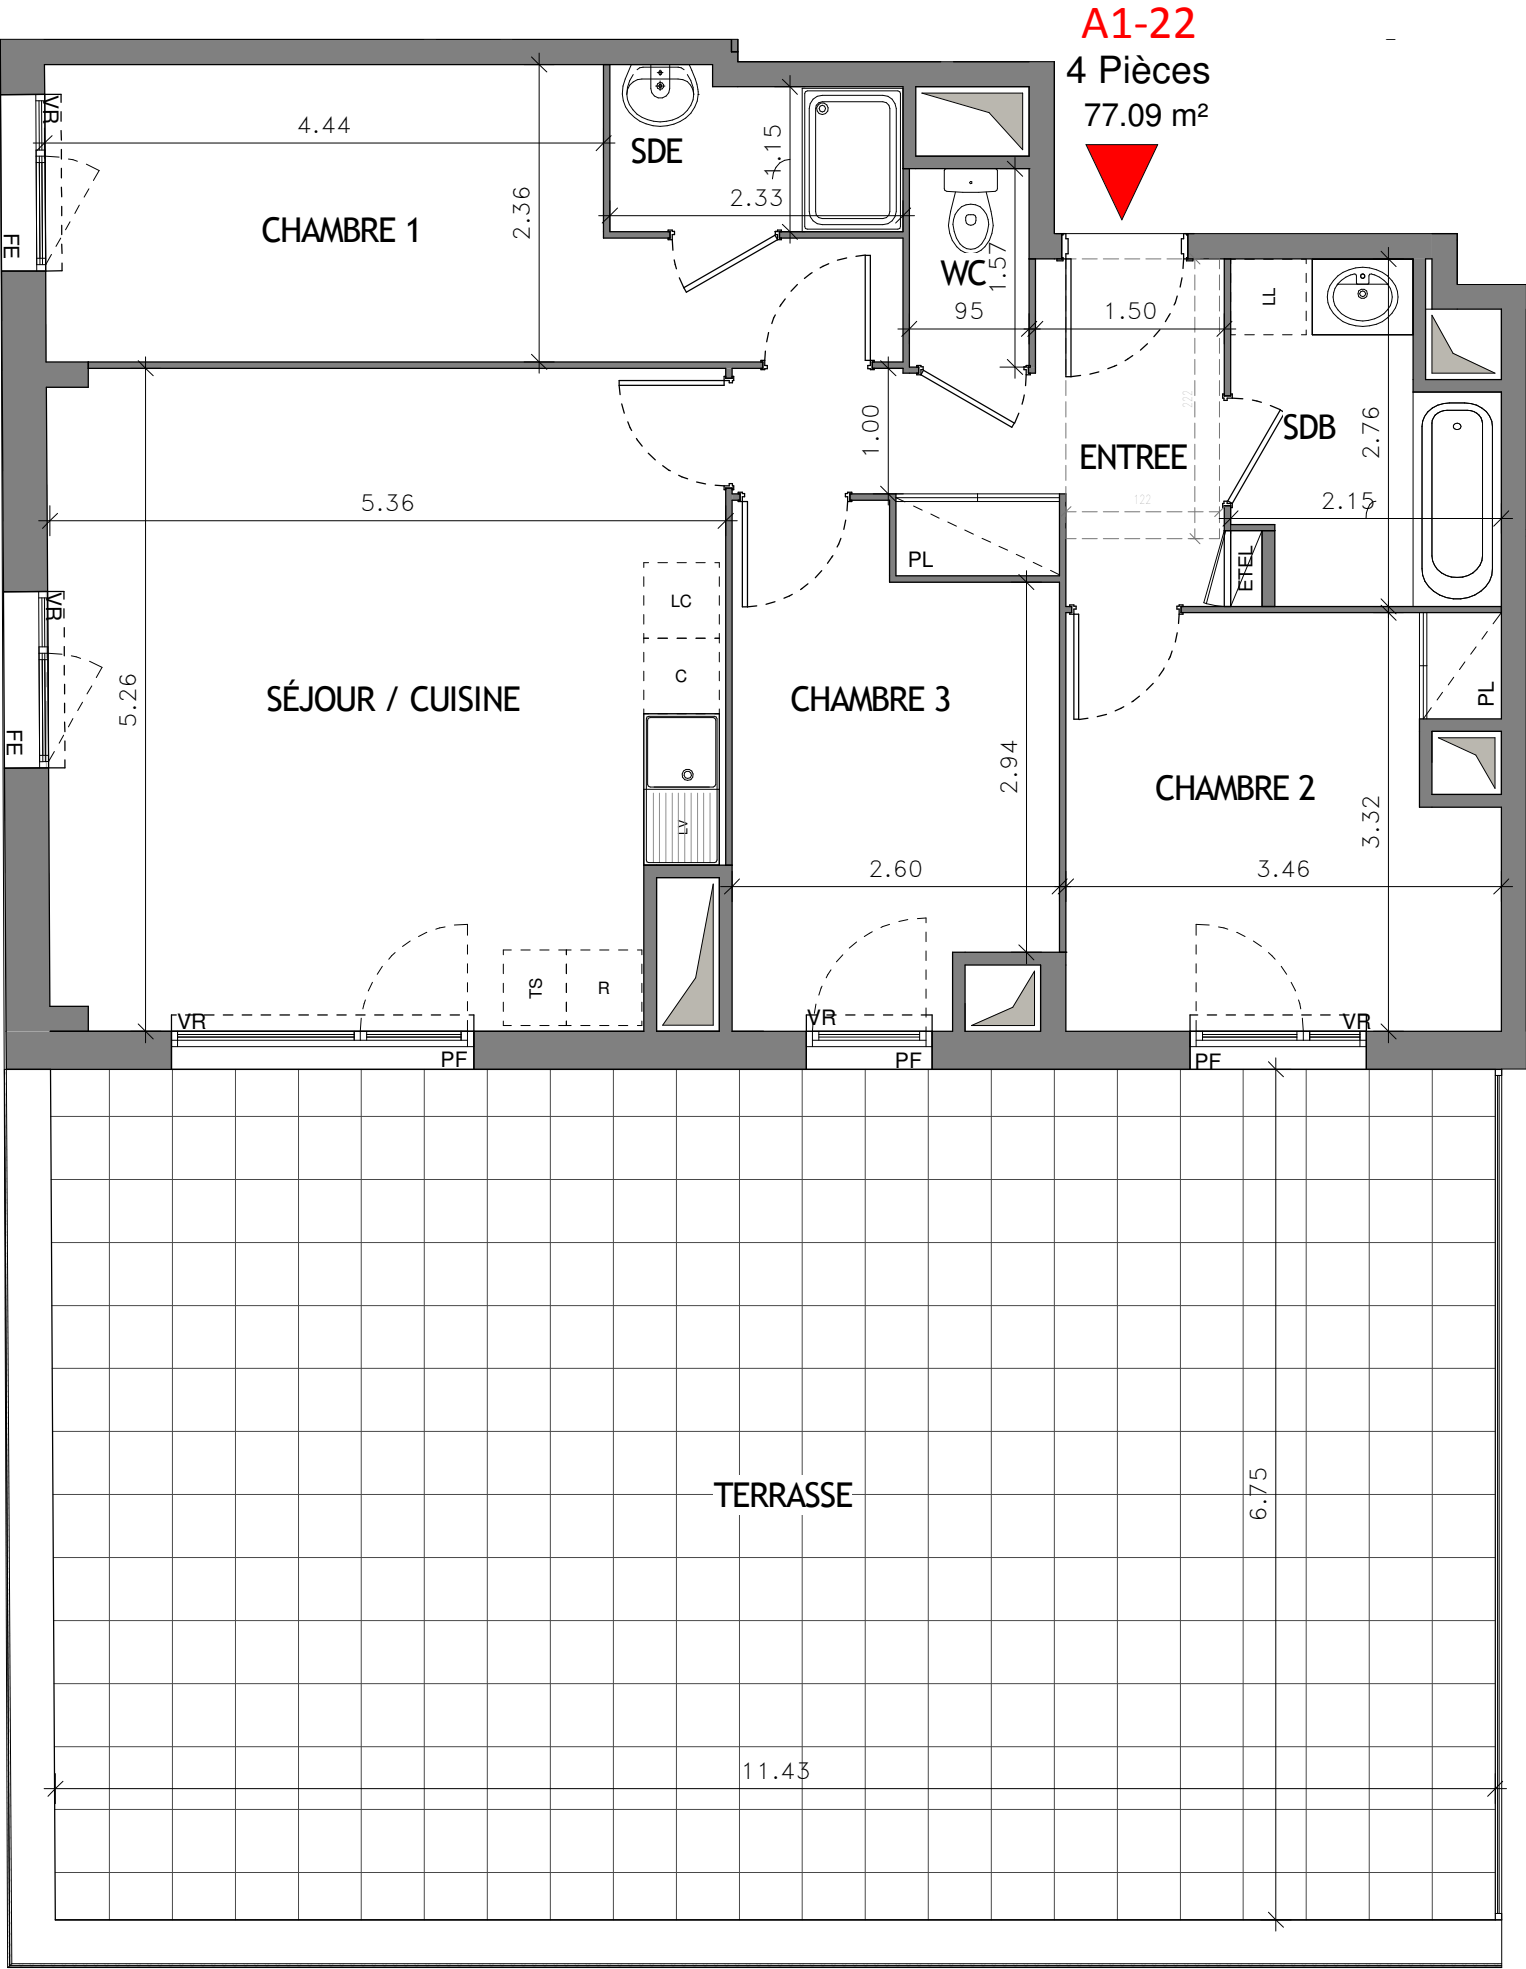 A1-22
4 Pièces
77.09 m²
VR
4.44
SDE
1.15
2.33
2.36
CHAMBRE 1
FE
WC
1.57
95
1.50
LL
222
SDB
2.76
1.00
ENTREE
122
2.15
5.36
PL
ETEL
LC
VR
C
5.26
SÉJOUR / CUISINE
CHAMBRE 3
PL
FE
2.94
CHAMBRE 2
LV
3.32
2.60
3.46
TS
R
VR
VR
VR
PF
PF
PF
TERRASSE
6.75
11.43